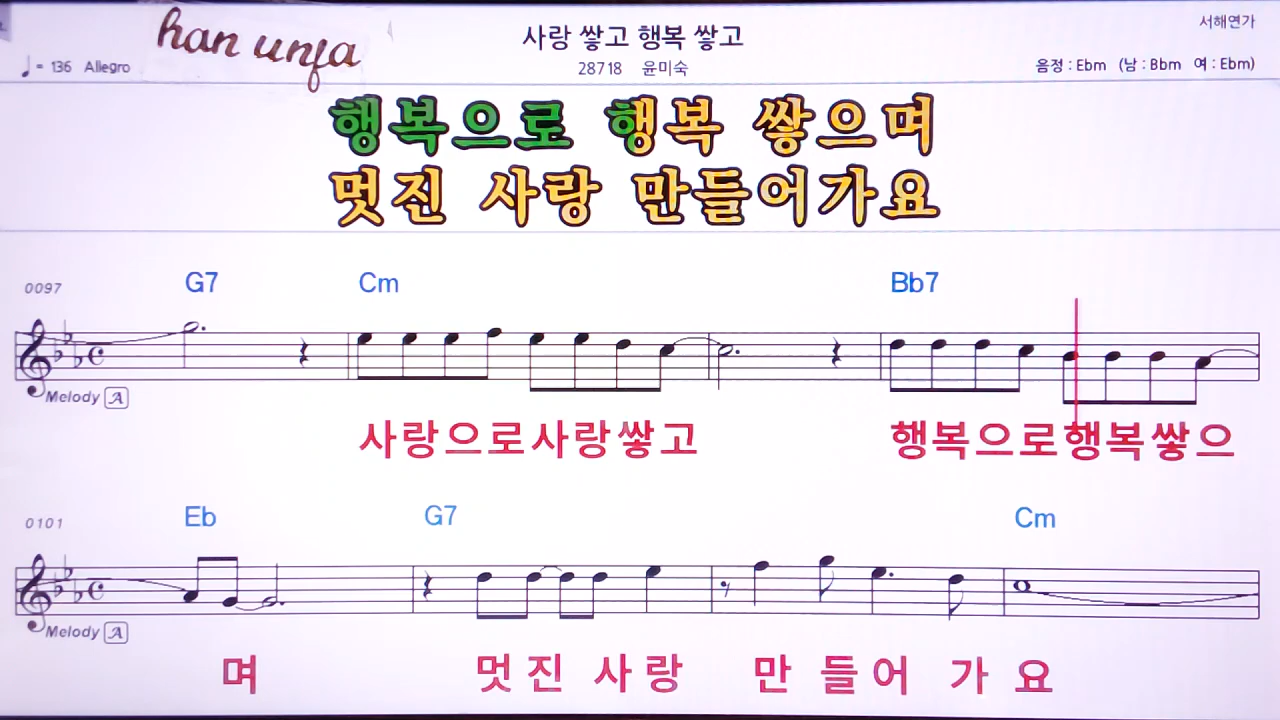 han unfa
사랑 쌓고 행복 쌓고
서해연가
♩= 136 Allegro
28718 윤미숙
음정 : Ebm (남 : Bbm 여 : Ebm)
행복으로 행복 쌓으며
멋진 사랑 만들어가요
0097 G7 Cm Bb7
Melody A
사랑으로사랑쌓고 행복으로행복쌓으
0101 Eb G7 Cm
Melody A
며 멋진 사랑 만 들어 가 요